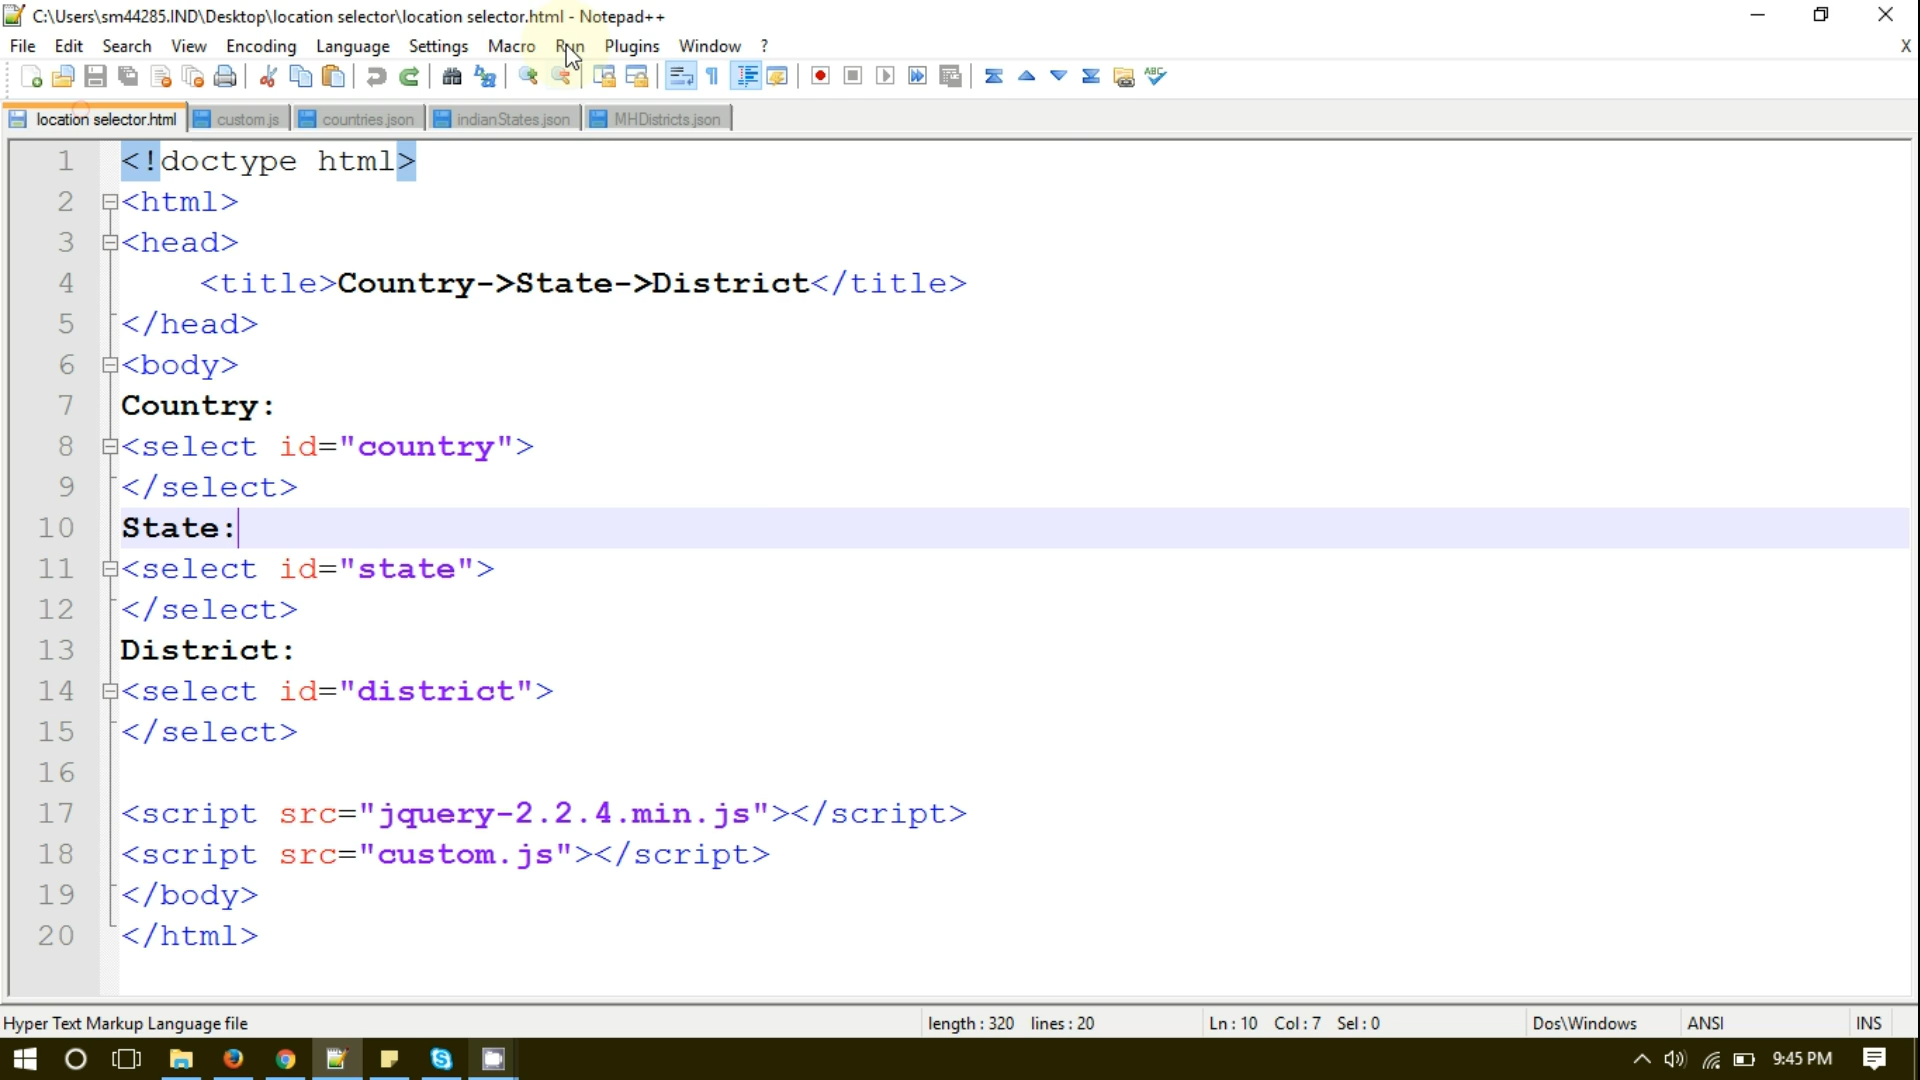 C:\Users\sm44285.IND\Desktop\location selector\location selector.html - Notepad++
File Edit Search View Encoding Language Settings Macro Run Plugins Window ? X
location selector.html custom.js countries.json indianStates.json MHDistricts.json
1 <!doctype html>
2 <html>
3 <head>
4 <title>Country->State->District</title>
5 </head>
6 <body>
7 Country:
8 <select id="country">
9 </select>
10 State:
11 <select id="state">
12 </select>
13 District:
14 <select id="district">
15 </select>
16
17 <script src="jquery-2.2.4.min.js"></script>
18 <script src="custom.js"></script>
19 </body>
20 </html>
Hyper Text Markup Language file length : 320 lines : 20 Ln : 10 Col : 7 Sel : 0 Dos\Windows ANSI INS
9:45 PM